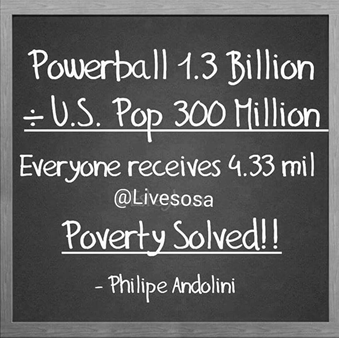 Powerball 1.3 Billion
÷ U.S. Pop 300 Million
Everyone receives 4.33 mil
@Livesosa
Poverty Solved!!
- Philipe Andolini